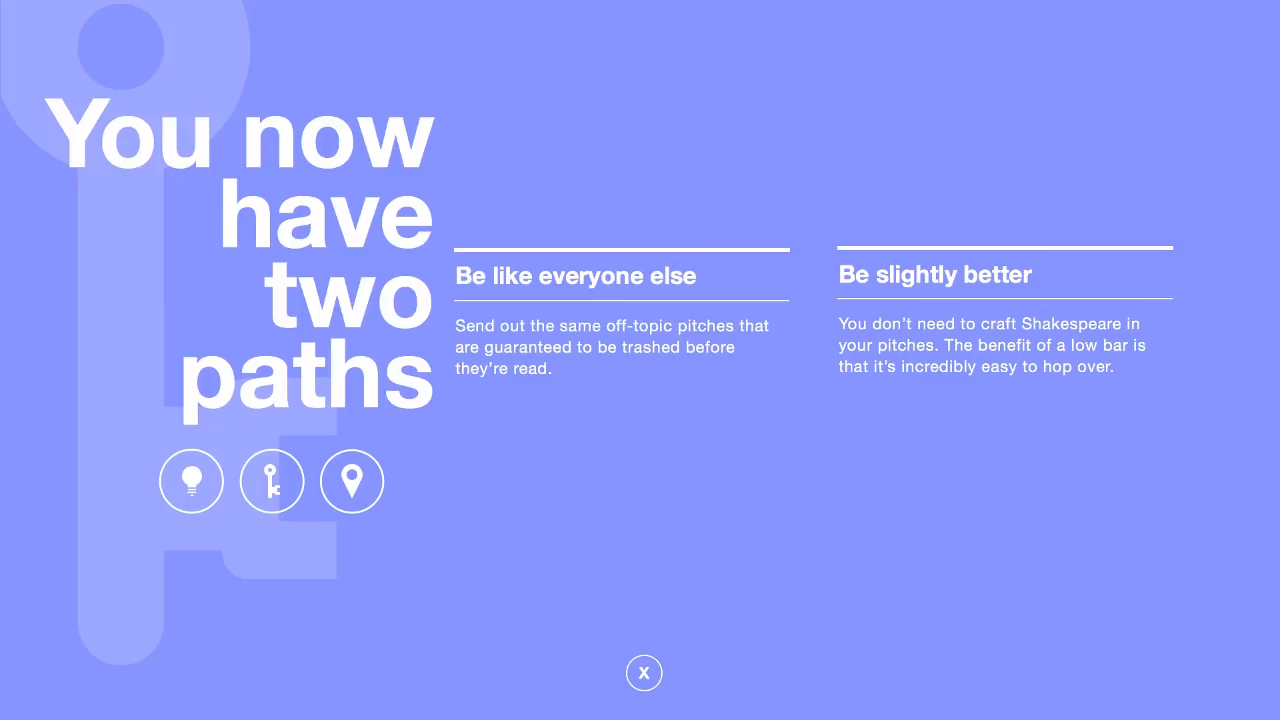 You now
have
two
paths
Be like everyone else
Send out the same off-topic pitches that
are guaranteed to be trashed before
they’re read.
Be slightly better
You don’t need to craft Shakespeare in
your pitches. The benefit of a low bar is
that it’s incredibly easy to hop over.
X